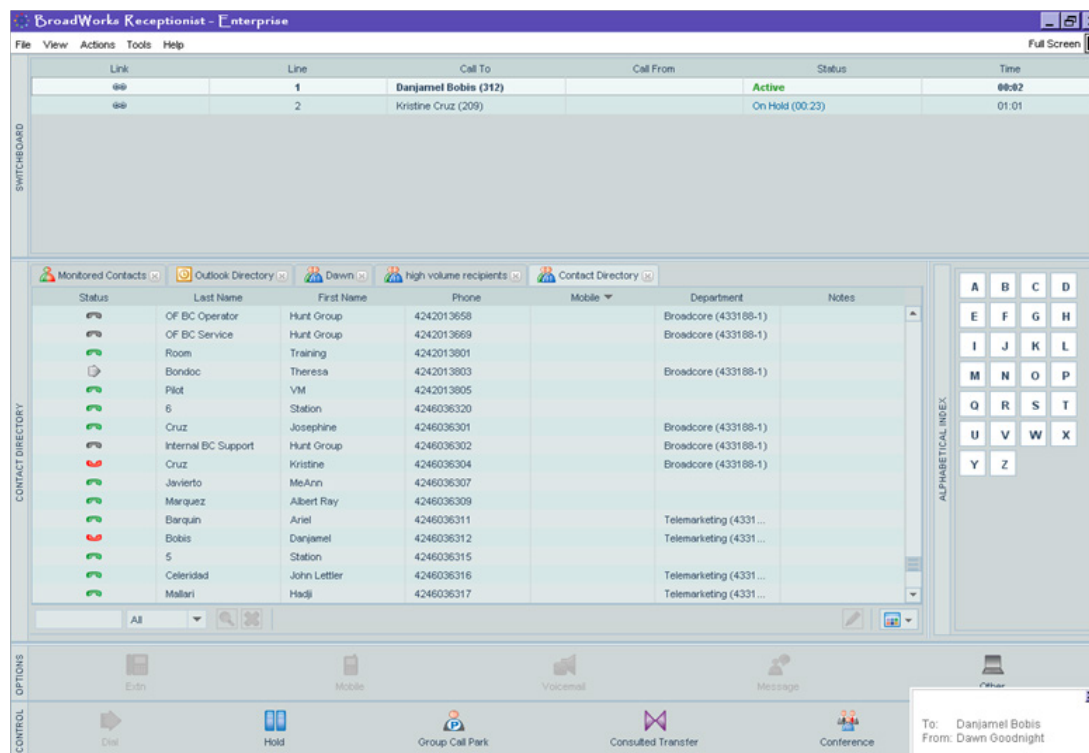 BroadWorks Receptionist - Enterprise
File View Actions Tools Help Full Screen
Link Line Call To Call From Status Time
1 Danjamel Bobis (312) Active 00:02
2 Kristine Cruz (209) On Hold (00:23) 01:01
SWITCHBOARD
Monitored Contacts Outlook Directory Dawn high volume recipients Contact Directory
Status Last Name First Name Phone Mobile Department Notes
OF BC Operator Hunt Group 4242013658 Broadcore (433188-1)
OF BC Service Hunt Group 4242013669 Broadcore (433188-1)
Room Training 4242013801
Bondoc Theresa 4242013803 Broadcore (433188-1)
Pilot VM 4242013805
6 Station 4246036320
Cruz Josephine 4246036301 Broadcore (433188-1)
Internal BC Support Hunt Group 4246036302 Broadcore (433188-1)
Cruz Kristine 4246036304 Broadcore (433188-1)
Javierto MeAnn 4246036307
Marquez Albert Ray 4246036309
Barquin Ariel 4246036311 Telemarketing (4331...
Bobis Danjamel 4246036312 Telemarketing (4331...
5 Station 4246036315
Celeridad John Lettler 4246036316 Telemarketing (4331...
Mallari Hadji 4246036317 Telemarketing (4331...
All
CONTACT DIRECTORY
ALPHABETICAL INDEX
A B C D
E F G H
I J K L
M N O P
Q R S T
U V W X
Y Z
OPTIONS
Extn Mobile Voicemail Message Other
CONTROL
Dial Hold Group Call Park Consulted Transfer Conference
To: Danjamel Bobis
From: Dawn Goodnight